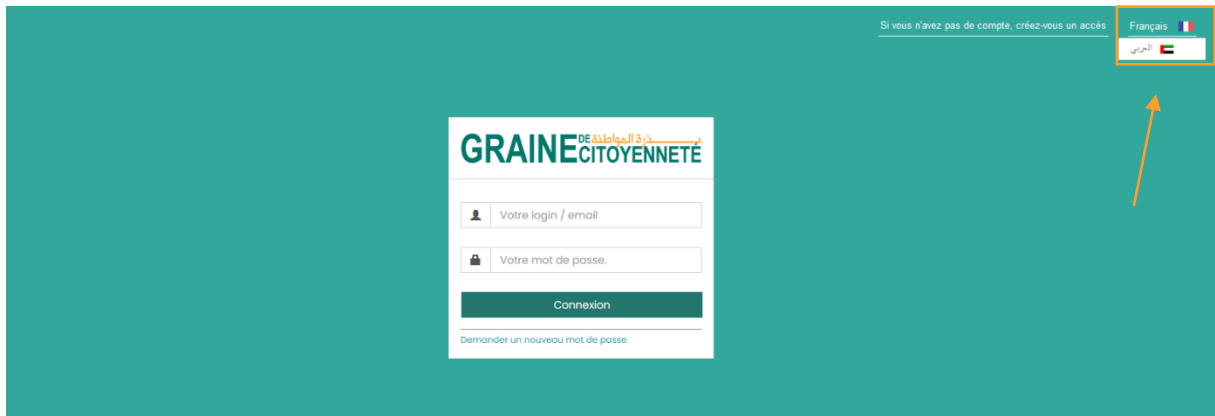 Si vous n'avez pas de compte, créez-vous un accès
Français
العربي
GRAINE DE CITOYENNETÉ
بــــذرة المواطنة
Votre login / email
Votre mot de passe.
Connexion
Demander un nouveau mot de passe